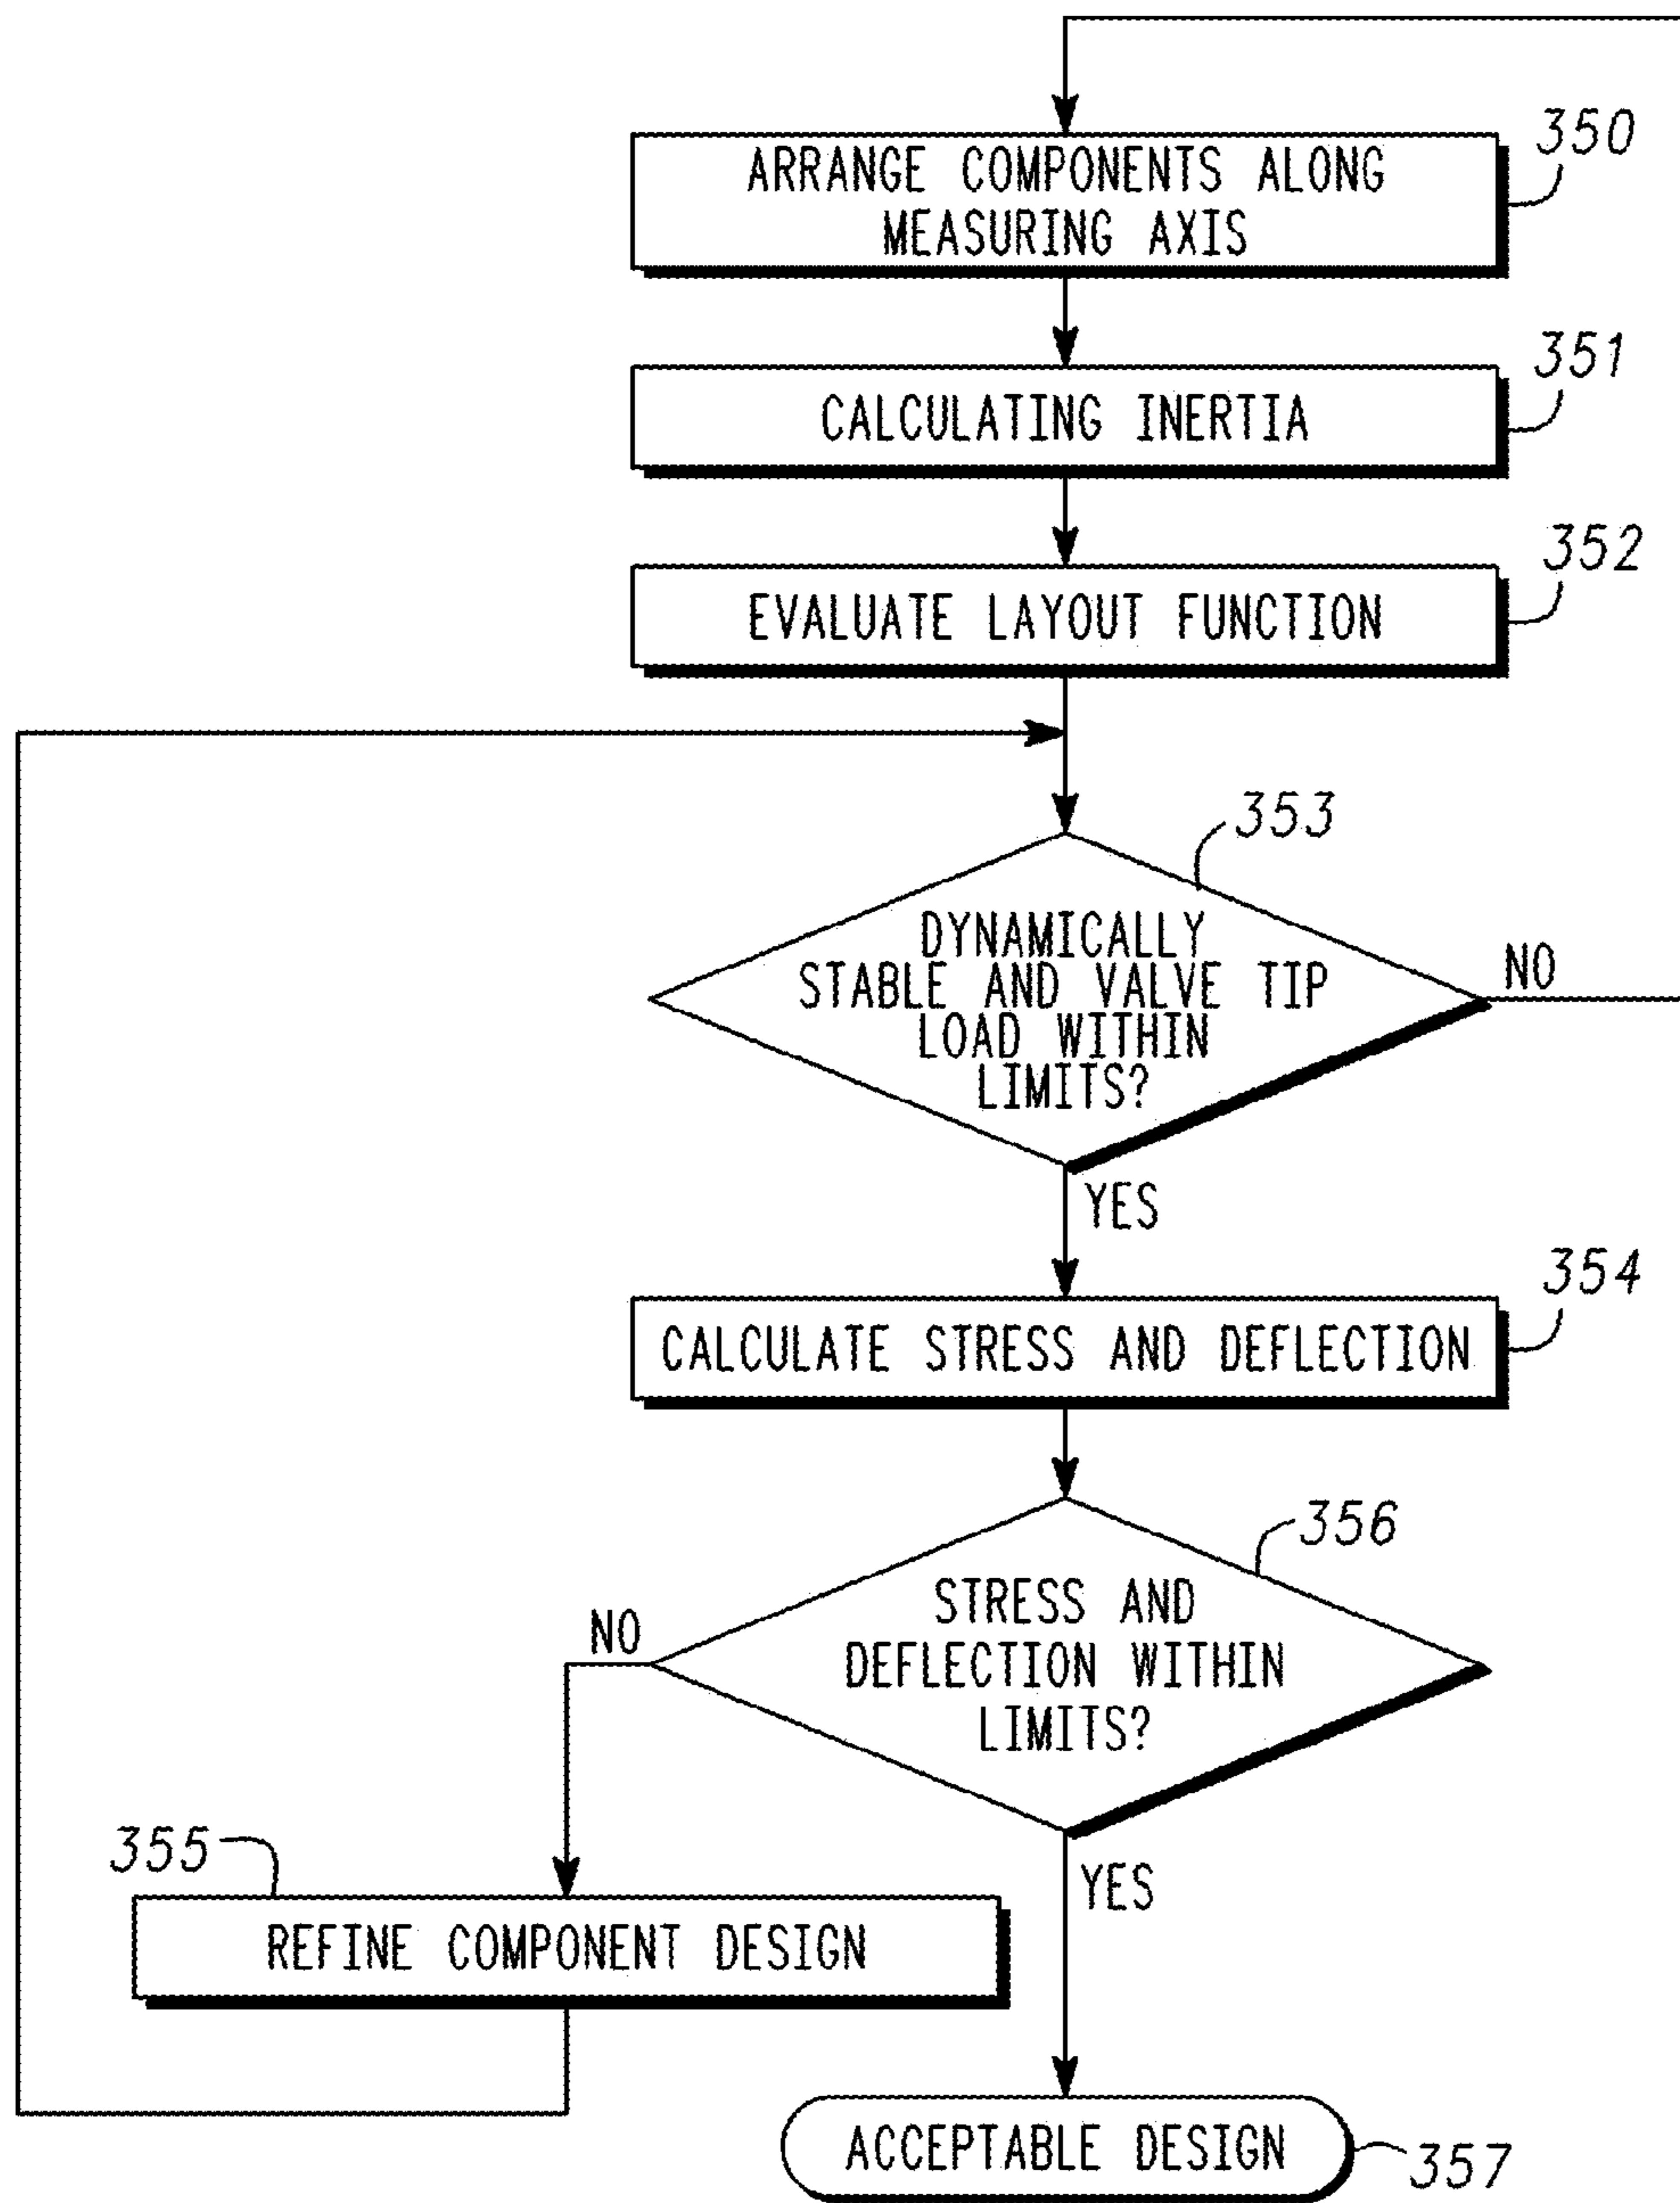 350
ARRANGE COMPONENTS ALONG
MEASURING AXIS
351
CALCULATING INERTIA
352
EVALUATE LAYOUT FUNCTION
353
DYNAMICALLY
STABLE AND VALVE TIP
LOAD WITHIN
LIMITS?
NO
YES
354
CALCULATE STRESS AND DEFLECTION
356
STRESS AND
DEFLECTION WITHIN
LIMITS?
NO
355
REFINE COMPONENT DESIGN
YES
ACCEPTABLE DESIGN
357